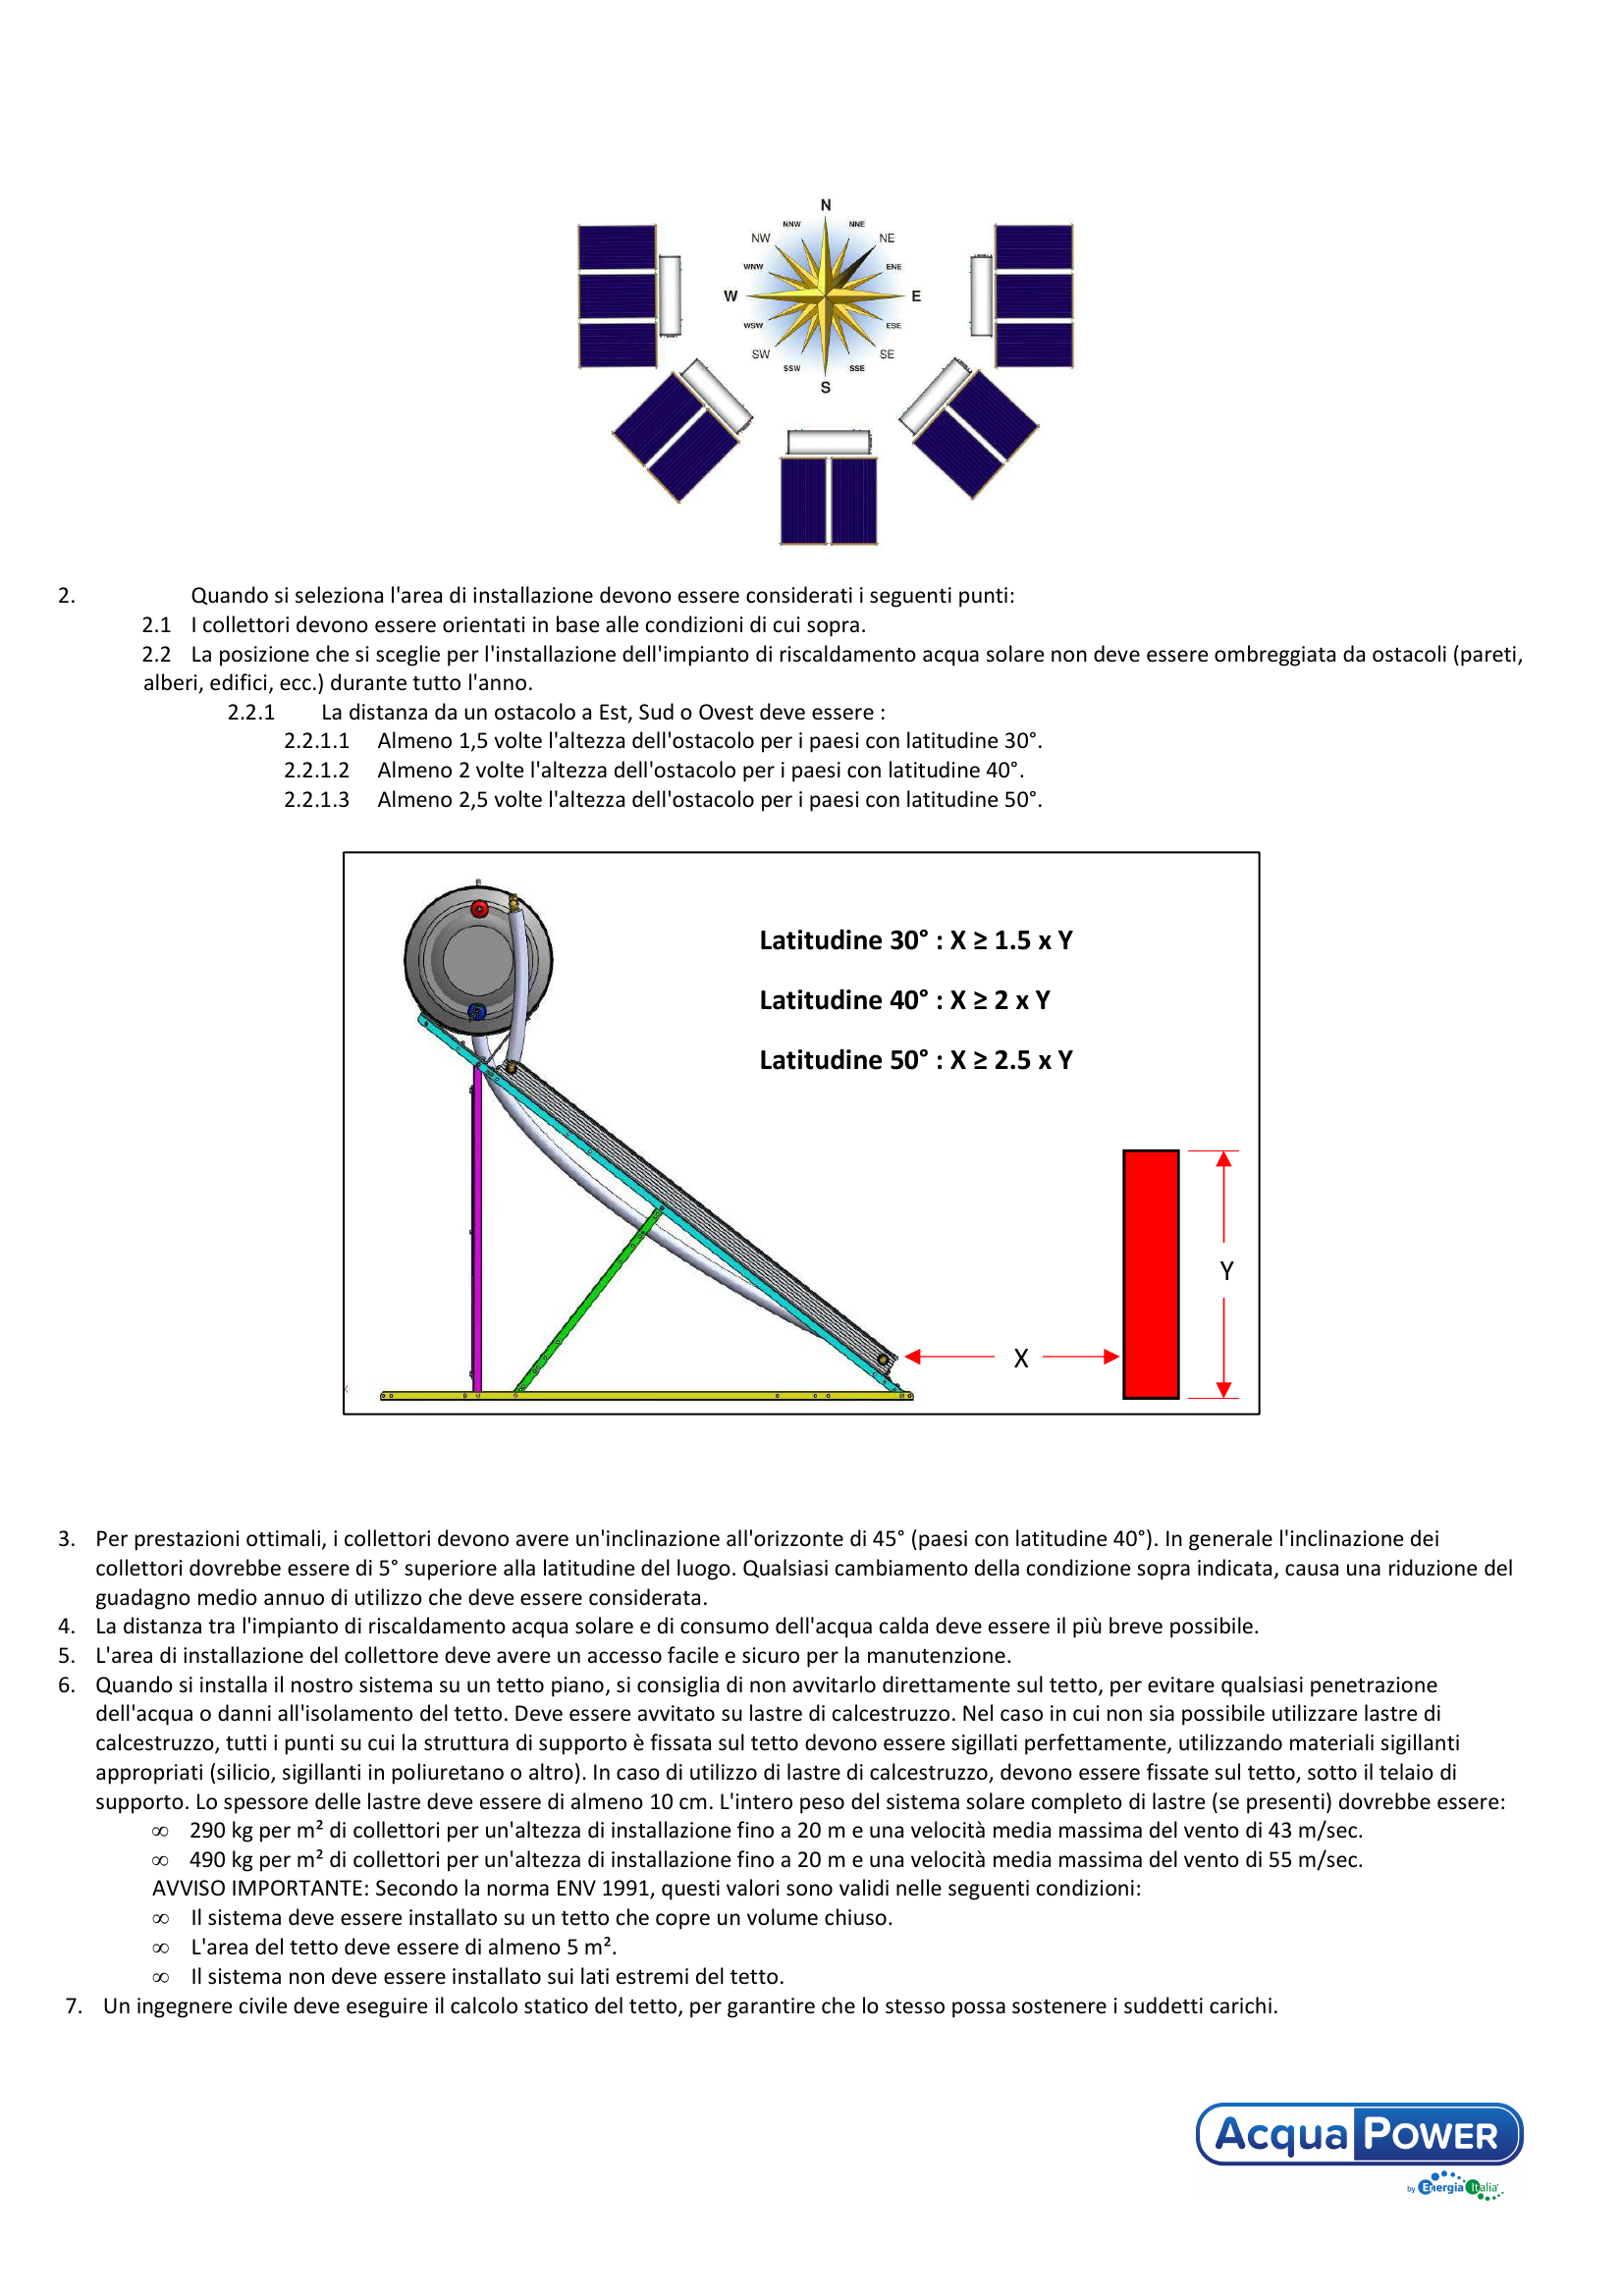 N
NNW NNE
NW NE
WNW ENE
W E
WSW ESE
SW SE
SSW SSE
S
2. Quando si seleziona l'area di installazione devono essere considerati i seguenti punti:
2.1 I collettori devono essere orientati in base alle condizioni di cui sopra.
2.2 La posizione che si sceglie per l'installazione dell'impianto di riscaldamento acqua solare non deve essere ombreggiata da ostacoli (pareti,
alberi, edifici, ecc.) durante tutto l'anno.
2.2.1 La distanza da un ostacolo a Est, Sud o Ovest deve essere :
2.2.1.1 Almeno 1,5 volte l'altezza dell'ostacolo per i paesi con latitudine 30°.
2.2.1.2 Almeno 2 volte l'altezza dell'ostacolo per i paesi con latitudine 40°.
2.2.1.3 Almeno 2,5 volte l'altezza dell'ostacolo per i paesi con latitudine 50°.
Latitudine 30° : X ≥ 1.5 x Y
Latitudine 40° : X ≥ 2 x Y
Latitudine 50° : X ≥ 2.5 x Y
Y
X
3. Per prestazioni ottimali, i collettori devono avere un'inclinazione all'orizzonte di 45° (paesi con latitudine 40°). In generale l'inclinazione dei
collettori dovrebbe essere di 5° superiore alla latitudine del luogo. Qualsiasi cambiamento della condizione sopra indicata, causa una riduzione del
guadagno medio annuo di utilizzo che deve essere considerata.
4. La distanza tra l'impianto di riscaldamento acqua solare e di consumo dell'acqua calda deve essere il più breve possibile.
5. L'area di installazione del collettore deve avere un accesso facile e sicuro per la manutenzione.
6. Quando si installa il nostro sistema su un tetto piano, si consiglia di non avvitarlo direttamente sul tetto, per evitare qualsiasi penetrazione
dell'acqua o danni all'isolamento del tetto. Deve essere avvitato su lastre di calcestruzzo. Nel caso in cui non sia possibile utilizzare lastre di
calcestruzzo, tutti i punti su cui la struttura di supporto è fissata sul tetto devono essere sigillati perfettamente, utilizzando materiali sigillanti
appropriati (silicio, sigillanti in poliuretano o altro). In caso di utilizzo di lastre di calcestruzzo, devono essere fissate sul tetto, sotto il telaio di
supporto. Lo spessore delle lastre deve essere di almeno 10 cm. L'intero peso del sistema solare completo di lastre (se presenti) dovrebbe essere:
∞ 290 kg per m² di collettori per un'altezza di installazione fino a 20 m e una velocità media massima del vento di 43 m/sec.
∞ 490 kg per m² di collettori per un'altezza di installazione fino a 20 m e una velocità media massima del vento di 55 m/sec.
AVVISO IMPORTANTE: Secondo la norma ENV 1991, questi valori sono validi nelle seguenti condizioni:
∞ Il sistema deve essere installato su un tetto che copre un volume chiuso.
∞ L'area del tetto deve essere di almeno 5 m².
∞ Il sistema non deve essere installato sui lati estremi del tetto.
7. Un ingegnere civile deve eseguire il calcolo statico del tetto, per garantire che lo stesso possa sostenere i suddetti carichi.
Acqua POWER
by Energia Italia